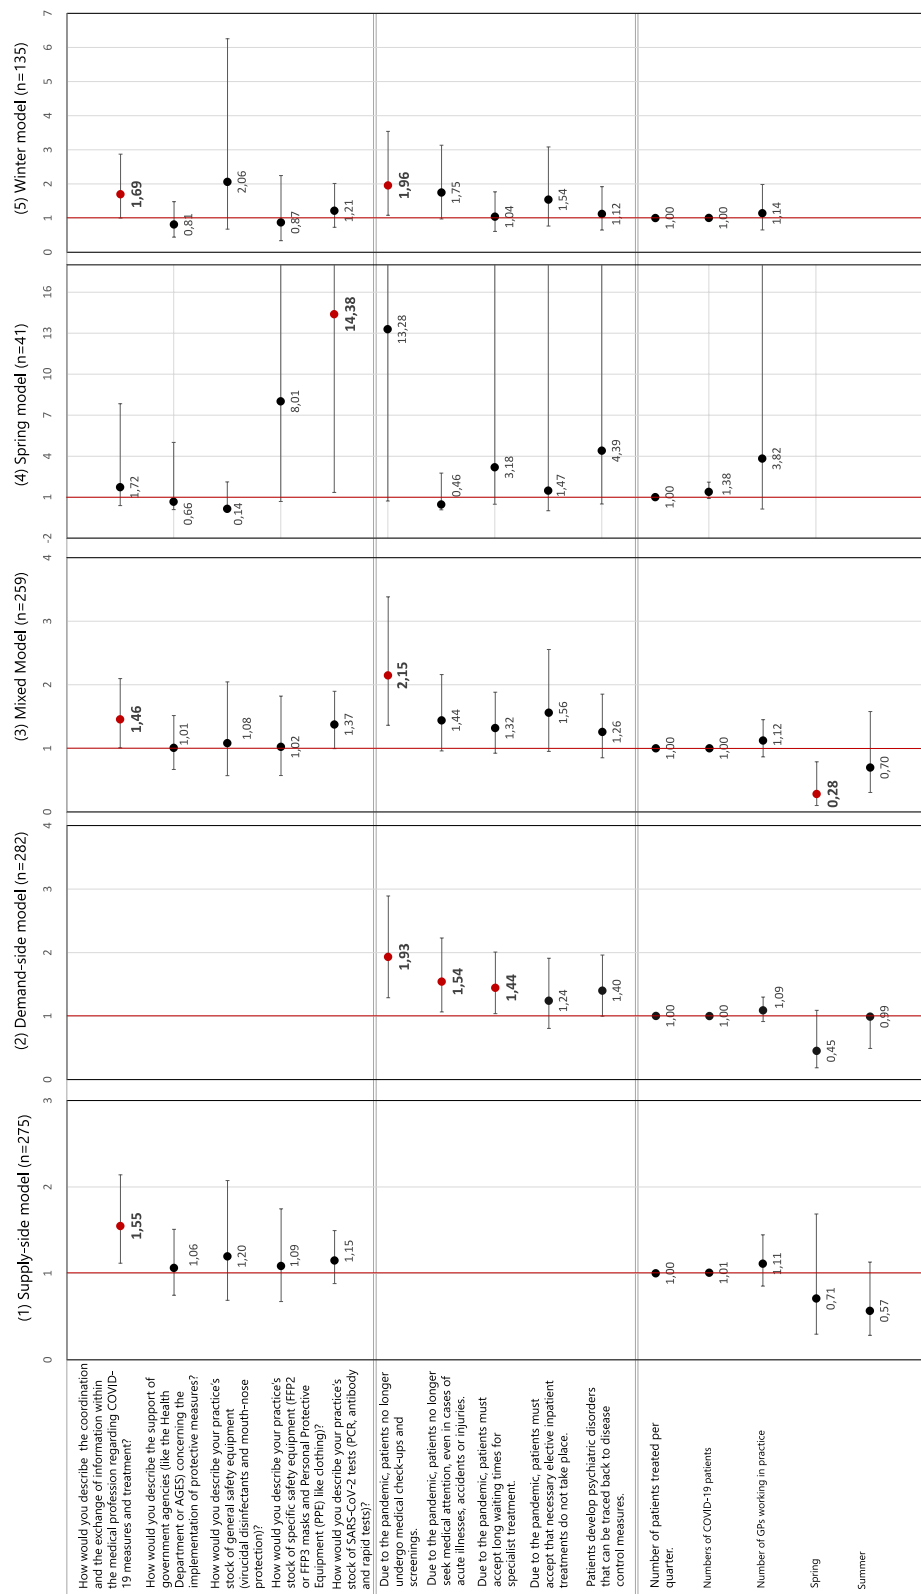 How would you describe the coordination
and the exchange of information within
the medical profession regarding COVID-
19 measures and treatment?
How would you describe the support of
government agencies (like the Health
Department or AGES) concerning the
implementation of protective measures?
How would you describe your practice's
stock of general safety equipment
(virucidal disinfectants and mouth-nose
protection)?
How would you describe your practice's
stock of specific safety equipment (FFP2
or FFP3 masks and Personal Protective
Equipment (PPE) like clothing)?
How would you describe your practice's
stock of SARS-CoV-2 tests (PCR, antibody
and rapid tests)?
Due to the pandemic, patients no longer
undergo medical check-ups and
screenings.
Due to the pandemic, patients no longer
seek medical attention, even in cases of
acute illnesses, accidents or injuries.
Due to the pandemic, patients must
accept long waiting times for
specialist treatment.
Due to the pandemic, patients must
accept that necessary elective inpatient
treatments do not take place.
Patients develop psychiatric disorders
that can be traced back to disease
control measures.
Number of patients treated per
quarter.
Numbers of COVID-19 patients
Number of GPs working in practice
Spring
Summer
(1) Supply-side model (n=275)
0 1 2 3
1,55
1,06
1,20
1,09
1,15
1,00
1,01
1,11
0,71
0,57
(2) Demand-side model (n=282)
0 1 2 3 4
1,93
1,54
1,44
1,24
1,40
1,00
1,00
1,09
0,45
0,99
(3) Mixed Model (n=259)
0 1 2 3 4
1,46
1,01
1,08
1,02
1,37
2,15
1,44
1,32
1,56
1,26
1,00
1,00
1,12
0,28
0,70
(4) Spring model (n=41)
-2 1 4 7 10 13 16
1,72
0,66
0,14
8,01
14,38
13,28
0,46
3,18
1,47
4,39
1,00
1,38
3,82
(5) Winter model (n=135)
0 1 2 3 4 5 6 7
1,69
0,81
2,06
0,87
1,21
1,96
1,75
1,04
1,54
1,12
1,00
1,00
1,14